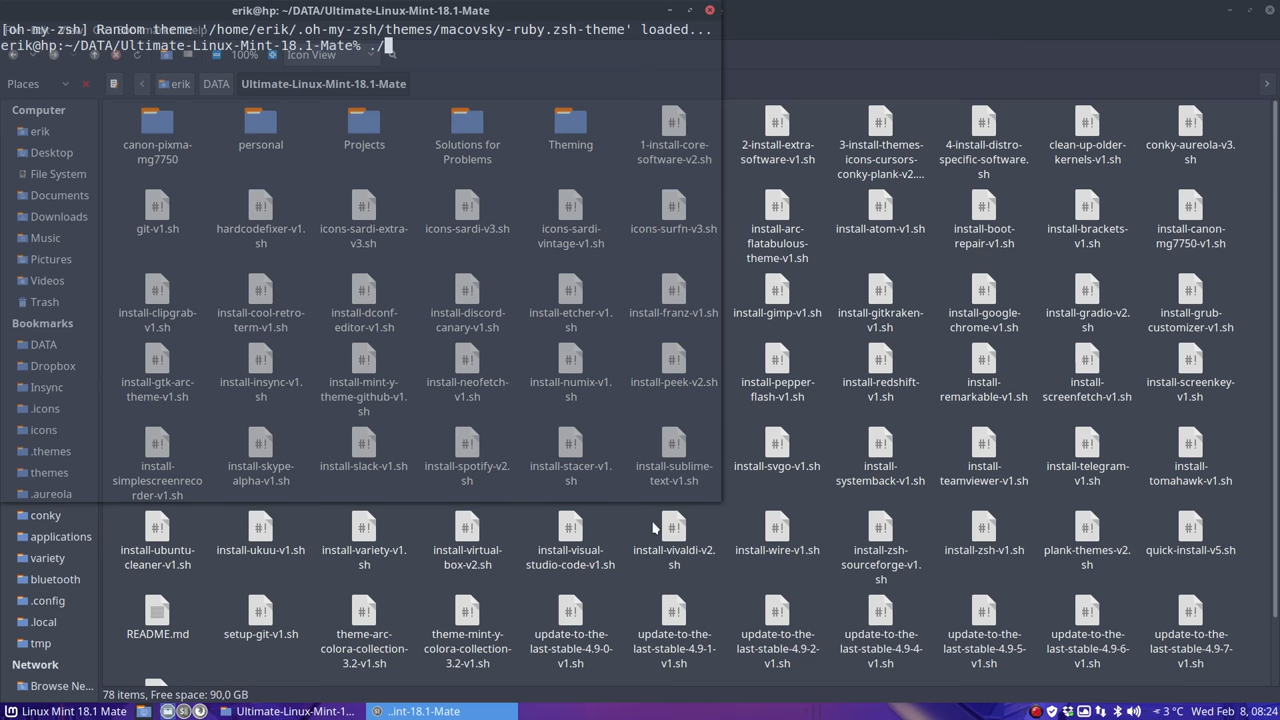 erik@hp: ~/DATA/Ultimate-Linux-Mint-18.1-Mate
[oh-my-zsh] Random theme '/home/erik/.oh-my-zsh/themes/macovsky-ruby.zsh-theme' loaded...
erik@hp:~/DATA/Ultimate-Linux-Mint-18.1-Mate% ./
100%
Icon View
Places
erik
DATA
Ultimate-Linux-Mint-18.1-Mate
Computer
erik
Desktop
File System
Documents
Downloads
Music
Pictures
Videos
Trash
Bookmarks
DATA
Dropbox
Insync
.icons
icons
.themes
themes
.aureola
conky
applications
variety
bluetooth
.config
.local
tmp
Network
Browse Ne...
canon-pixma-
mg7750
personal
Projects
Solutions for
Problems
Theming
1-install-core-
software-v2.sh
2-install-extra-
software-v1.sh
3-install-themes-
icons-cursors-
conky-plank-v2....
4-install-distro-
specific-software.
sh
clean-up-older-
kernels-v1.sh
conky-aureola-v3.
sh
git-v1.sh
hardcodefixer-v1.
sh
icons-sardi-extra-
v3.sh
icons-sardi-v3.sh
icons-sardi-
vintage-v1.sh
icons-surfn-v3.sh
install-arc-
flatabulous-
theme-v1.sh
install-atom-v1.sh
install-boot-
repair-v1.sh
install-brackets-
v1.sh
install-canon-
mg7750-v1.sh
install-clipgrab-
v1.sh
install-cool-retro-
term-v1.sh
install-dconf-
editor-v1.sh
install-discord-
canary-v1.sh
install-etcher-v1.
sh
install-franz-v1.sh
install-gimp-v1.sh
install-gitkraken-
v1.sh
install-google-
chrome-v1.sh
install-gradio-v2.
sh
install-grub-
customizer-v1.sh
install-gtk-arc-
theme-v1.sh
install-insync-v1.
sh
install-mint-y-
theme-github-v1.
sh
install-neofetch-
v1.sh
install-numix-v1.
sh
install-peek-v2.sh
install-pepper-
flash-v1.sh
install-redshift-
v1.sh
install-
remarkable-v1.sh
install-
screenfetch-v1.sh
install-screenkey-
v1.sh
install-
simplescreenreco
rder-v1.sh
install-skype-
alpha-v1.sh
install-slack-v1.sh
install-spotify-v2.
sh
install-stacer-v1.
sh
install-sublime-
text-v1.sh
install-svgo-v1.sh
install-
systemback-v1.sh
install-
teamviewer-v1.sh
install-telegram-
v1.sh
install-
tomahawk-v1.sh
install-ubuntu-
cleaner-v1.sh
install-ukuu-v1.sh
install-variety-v1.
sh
install-virtual-
box-v2.sh
install-visual-
studio-code-v1.sh
install-vivaldi-v2.
sh
install-wire-v1.sh
install-zsh-
sourceforge-v1.
sh
install-zsh-v1.sh
plank-themes-v2.
sh
quick-install-v5.sh
README.md
setup-git-v1.sh
theme-arc-
colora-collection-
3.2-v1.sh
theme-mint-y-
colora-collection-
3.2-v1.sh
update-to-the-
last-stable-4.9-0-
v1.sh
update-to-the-
last-stable-4.9-1-
v1.sh
update-to-the-
last-stable-4.9-2-
v1.sh
update-to-the-
last-stable-4.9-4-
v1.sh
update-to-the-
last-stable-4.9-5-
v1.sh
update-to-the-
last-stable-4.9-6-
v1.sh
update-to-the-
last-stable-4.9-7-
v1.sh
78 items, Free space: 90,0 GB
Linux Mint 18.1 Mate
Ultimate-Linux-Mint-1...
..int-18.1-Mate
3 °C
Wed Feb 8, 08:24